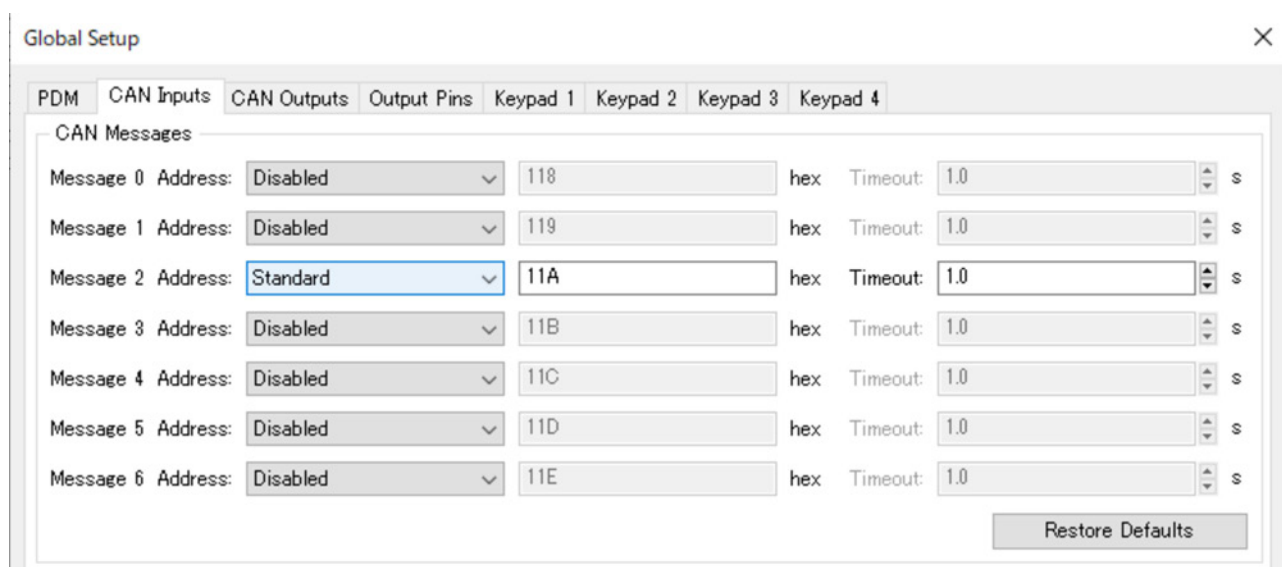 Global Setup
PDM CAN Inputs CAN Outputs Output Pins Keypad 1 Keypad 2 Keypad 3 Keypad 4
CAN Messages
Message 0 Address: Disabled 118 hex Timeout: 1.0 s
Message 1 Address: Disabled 119 hex Timeout: 1.0 s
Message 2 Address: Standard 11A hex Timeout: 1.0 s
Message 3 Address: Disabled 11B hex Timeout: 1.0 s
Message 4 Address: Disabled 11C hex Timeout: 1.0 s
Message 5 Address: Disabled 11D hex Timeout: 1.0 s
Message 6 Address: Disabled 11E hex Timeout: 1.0 s
Restore Defaults